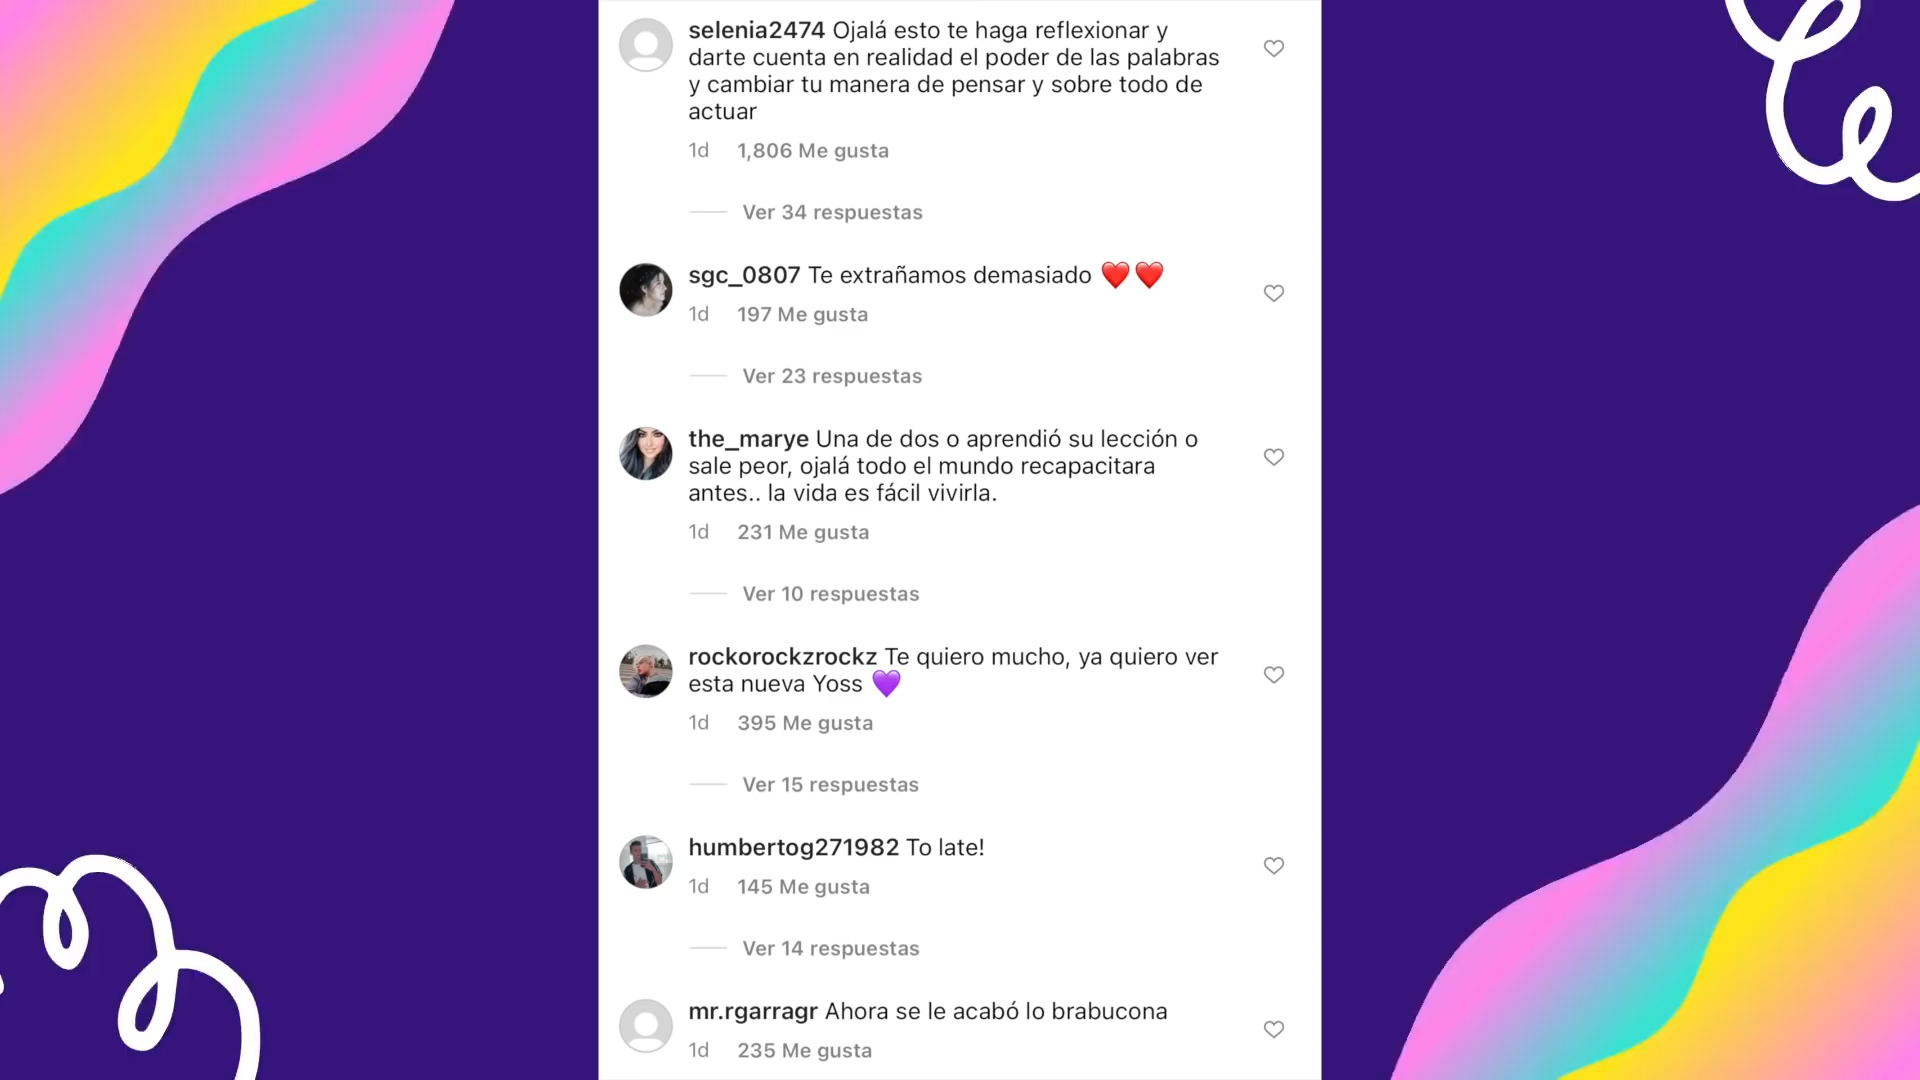 selenia2474 Ojalá esto te haga reflexionar y
darte cuenta en realidad el poder de las palabras
y cambiar tu manera de pensar y sobre todo de
actuar
1d 1,806 Me gusta
Ver 34 respuestas
sgc_0807 Te extrañamos demasiado ❤️❤️
1d 197 Me gusta
Ver 23 respuestas
the_marye Una de dos o aprendió su lección o
sale peor, ojalá todo el mundo recapacitara
antes.. la vida es fácil vivirla.
1d 231 Me gusta
Ver 10 respuestas
rockorockzrockz Te quiero mucho, ya quiero ver
esta nueva Yoss 💜
1d 395 Me gusta
Ver 15 respuestas
humbertog271982 To late!
1d 145 Me gusta
Ver 14 respuestas
mr.rgarragr Ahora se le acabó lo brabucona
1d 235 Me gusta